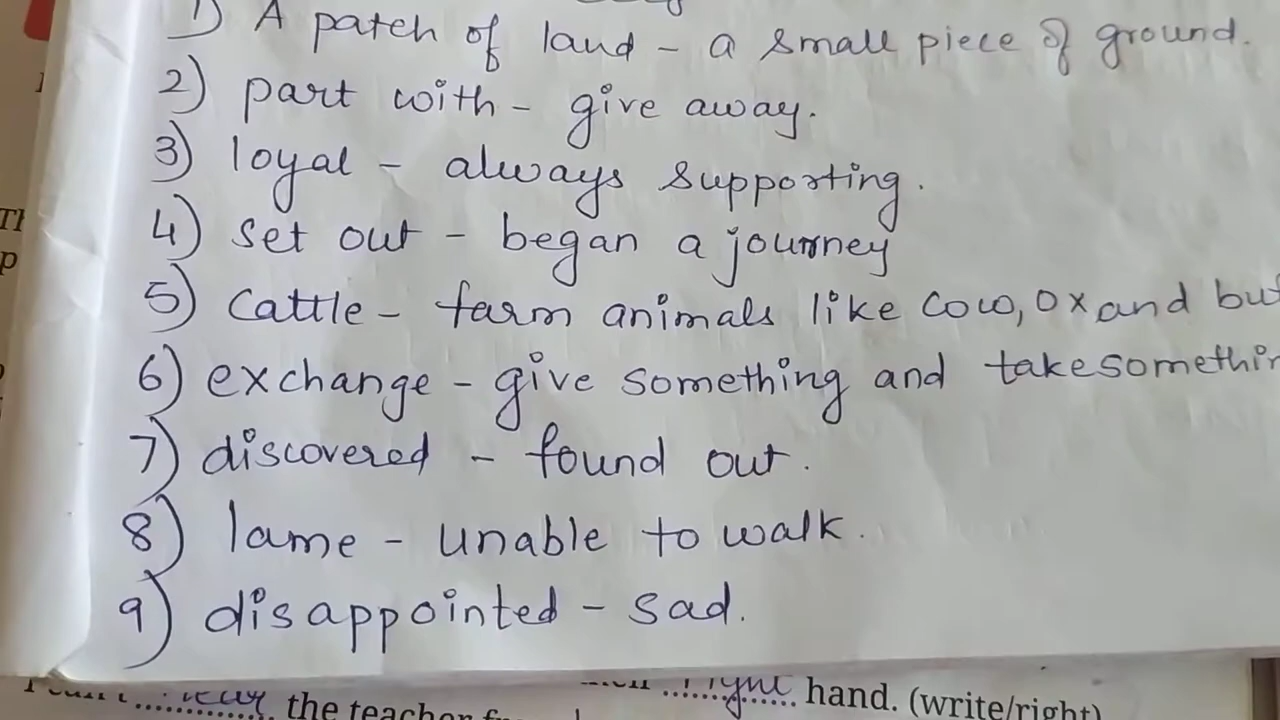 1) A patch of land - a small piece of ground.
2) part with - give away.
3) loyal - always supporting.
4) set out - began a journey
5) Cattle - farm animals like Cow, Ox and
6) exchange - give something and take
7) discovered - found out.
8) lame - unable to walk.
9) disappointed - sad.
the teacher
hand. (write/right)